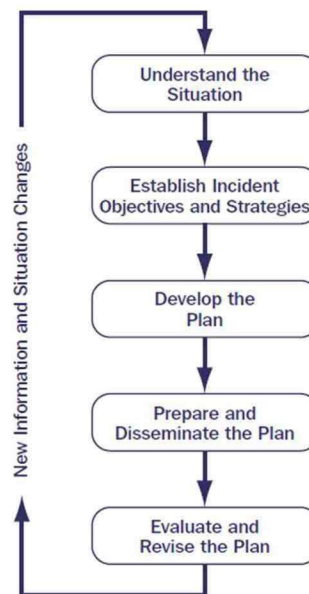 Understand the
Situation
Establish Incident
Objectives and Strategies
Develop the
Plan
Prepare and
Disseminate the Plan
Evaluate and
Revise the Plan
New Information and Situation Changes